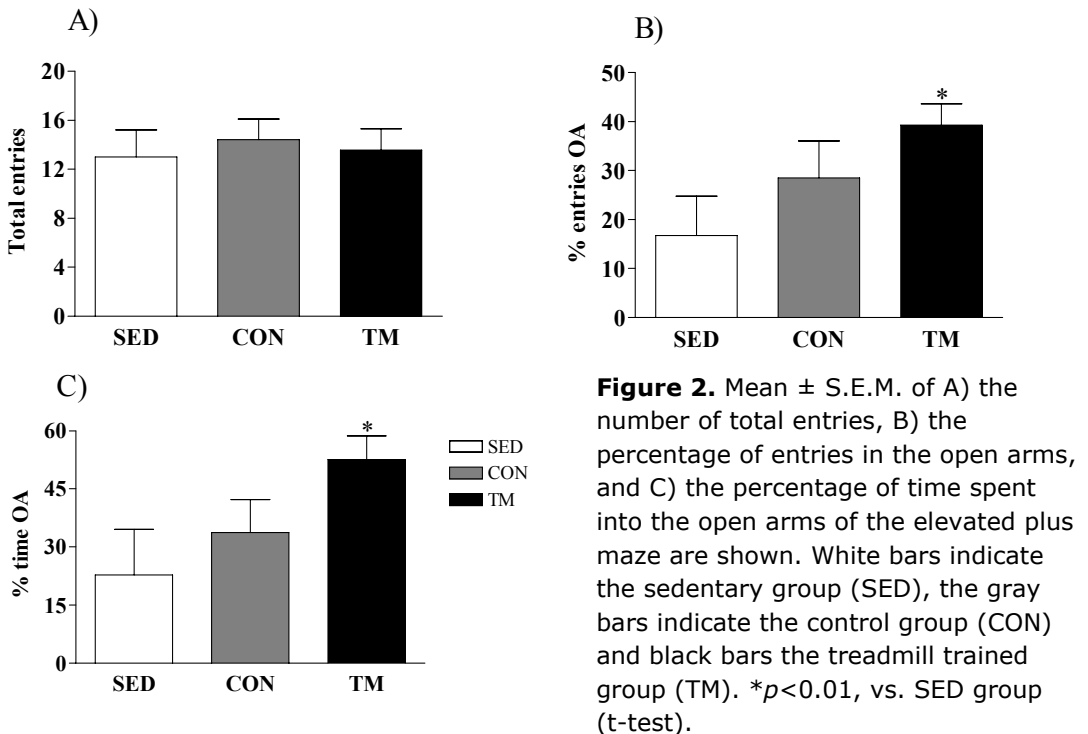 A)
20
16
12
8
4
0
Total entries
SED CON TM
B)
50
40
30
20
10
0
% entries OA
*
SED CON TM
C)
60
45
30
15
0
% time OA
*
SED CON TM
SED
CON
TM
Figure 2. Mean ± S.E.M. of A) the
number of total entries, B) the
percentage of entries in the open arms,
and C) the percentage of time spent
into the open arms of the elevated plus
maze are shown. White bars indicate
the sedentary group (SED), the gray
bars indicate the control group (CON)
and black bars the treadmill trained
group (TM). *p<0.01, vs. SED group
(t-test).